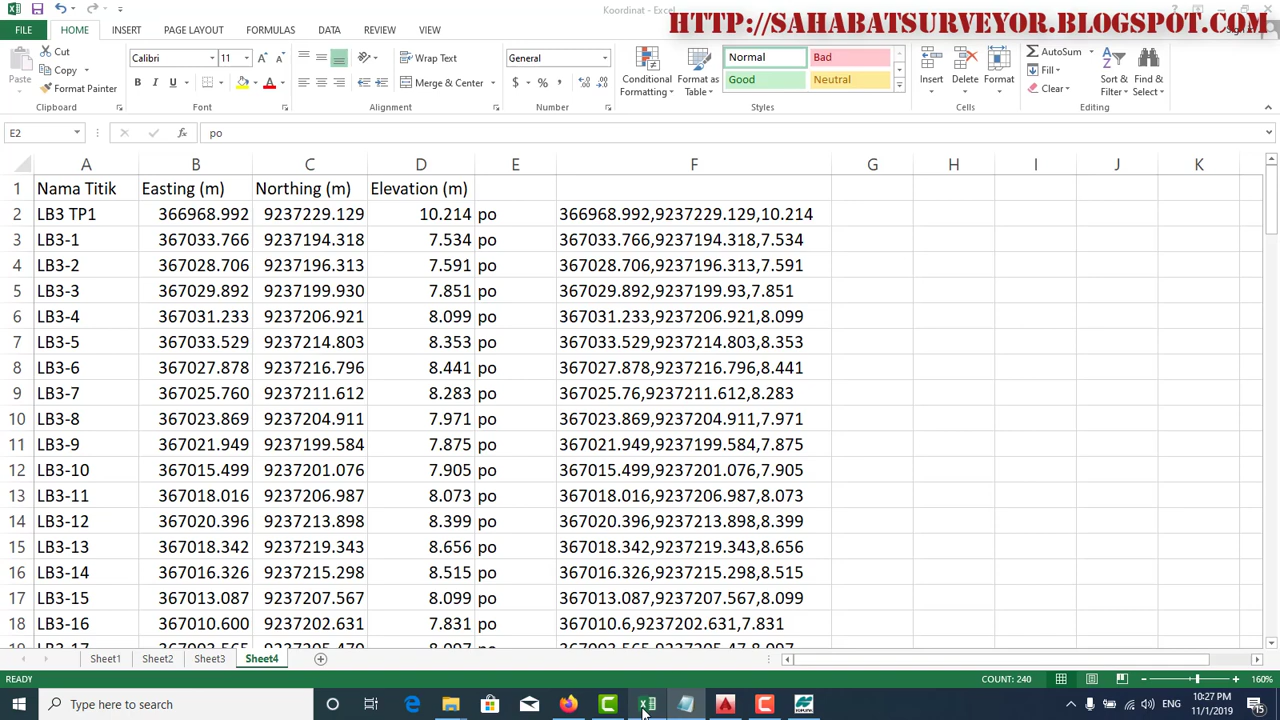 Koordinat - Excel
HTTP://SAHABATSURVEYOR.BLOGSPOT.COM
FILE HOME INSERT PAGE LAYOUT FORMULAS DATA REVIEW VIEW
Paste
Cut
Copy
Format Painter
Clipboard
Calibri 11
B I U
Font
Wrap Text
Merge & Center
Alignment
General
Number
Conditional Formatting
Format as Table
Normal Bad
Good Neutral
Styles
Insert Delete Format
Cells
AutoSum
Fill
Clear
Sort & Filter
Find & Select
Editing
E2 po
A B C D E F G H I J K
1 Nama Titik Easting (m) Northing (m) Elevation (m)
2 LB3 TP1 366968.992 9237229.129 10.214 po 366968.992,9237229.129,10.214
3 LB3-1 367033.766 9237194.318 7.534 po 367033.766,9237194.318,7.534
4 LB3-2 367028.706 9237196.313 7.591 po 367028.706,9237196.313,7.591
5 LB3-3 367029.892 9237199.930 7.851 po 367029.892,9237199.93,7.851
6 LB3-4 367031.233 9237206.921 8.099 po 367031.233,9237206.921,8.099
7 LB3-5 367033.529 9237214.803 8.353 po 367033.529,9237214.803,8.353
8 LB3-6 367027.878 9237216.796 8.441 po 367027.878,9237216.796,8.441
9 LB3-7 367025.760 9237211.612 8.283 po 367025.76,9237211.612,8.283
10 LB3-8 367023.869 9237204.911 7.971 po 367023.869,9237204.911,7.971
11 LB3-9 367021.949 9237199.584 7.875 po 367021.949,9237199.584,7.875
12 LB3-10 367015.499 9237201.076 7.905 po 367015.499,9237201.076,7.905
13 LB3-11 367018.016 9237206.987 8.073 po 367018.016,9237206.987,8.073
14 LB3-12 367020.396 9237213.898 8.399 po 367020.396,9237213.898,8.399
15 LB3-13 367018.342 9237219.343 8.656 po 367018.342,9237219.343,8.656
16 LB3-14 367016.326 9237215.298 8.515 po 367016.326,9237215.298,8.515
17 LB3-15 367013.087 9237207.567 8.099 po 367013.087,9237207.567,8.099
18 LB3-16 367010.600 9237202.631 7.831 po 367010.6,9237202.631,7.831
Sheet1 Sheet2 Sheet3 Sheet4
READY COUNT: 240 160%
Type here to search
ENG
10:27 PM
11/1/2019
15